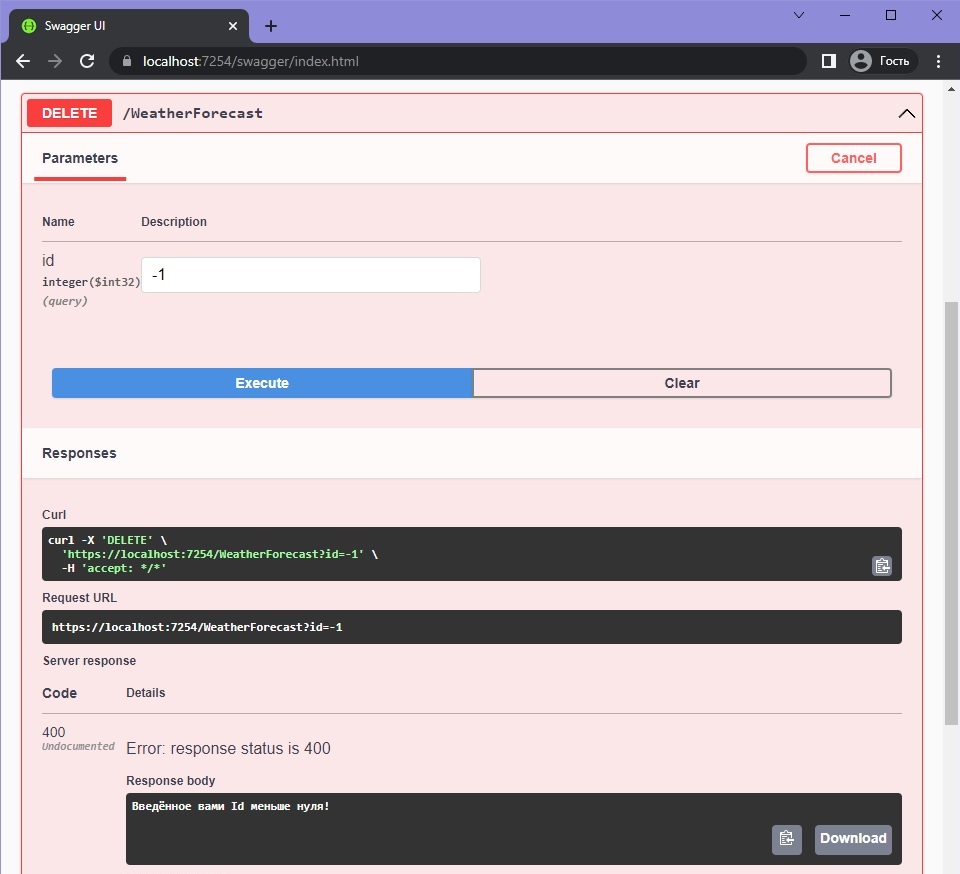 Swagger UI
localhost:7254/swagger/index.html
Гость
DELETE /WeatherForecast
Parameters
Cancel
Name Description
id
integer($int32)
(query)
-1
Execute
Clear
Responses
Curl
curl -X 'DELETE' \
'https://localhost:7254/WeatherForecast?id=-1' \
-H 'accept: */*'
Request URL
https://localhost:7254/WeatherForecast?id=-1
Server response
Code Details
400
Undocumented
Error: response status is 400
Response body
Введённое вами Id меньше нуля!
Download